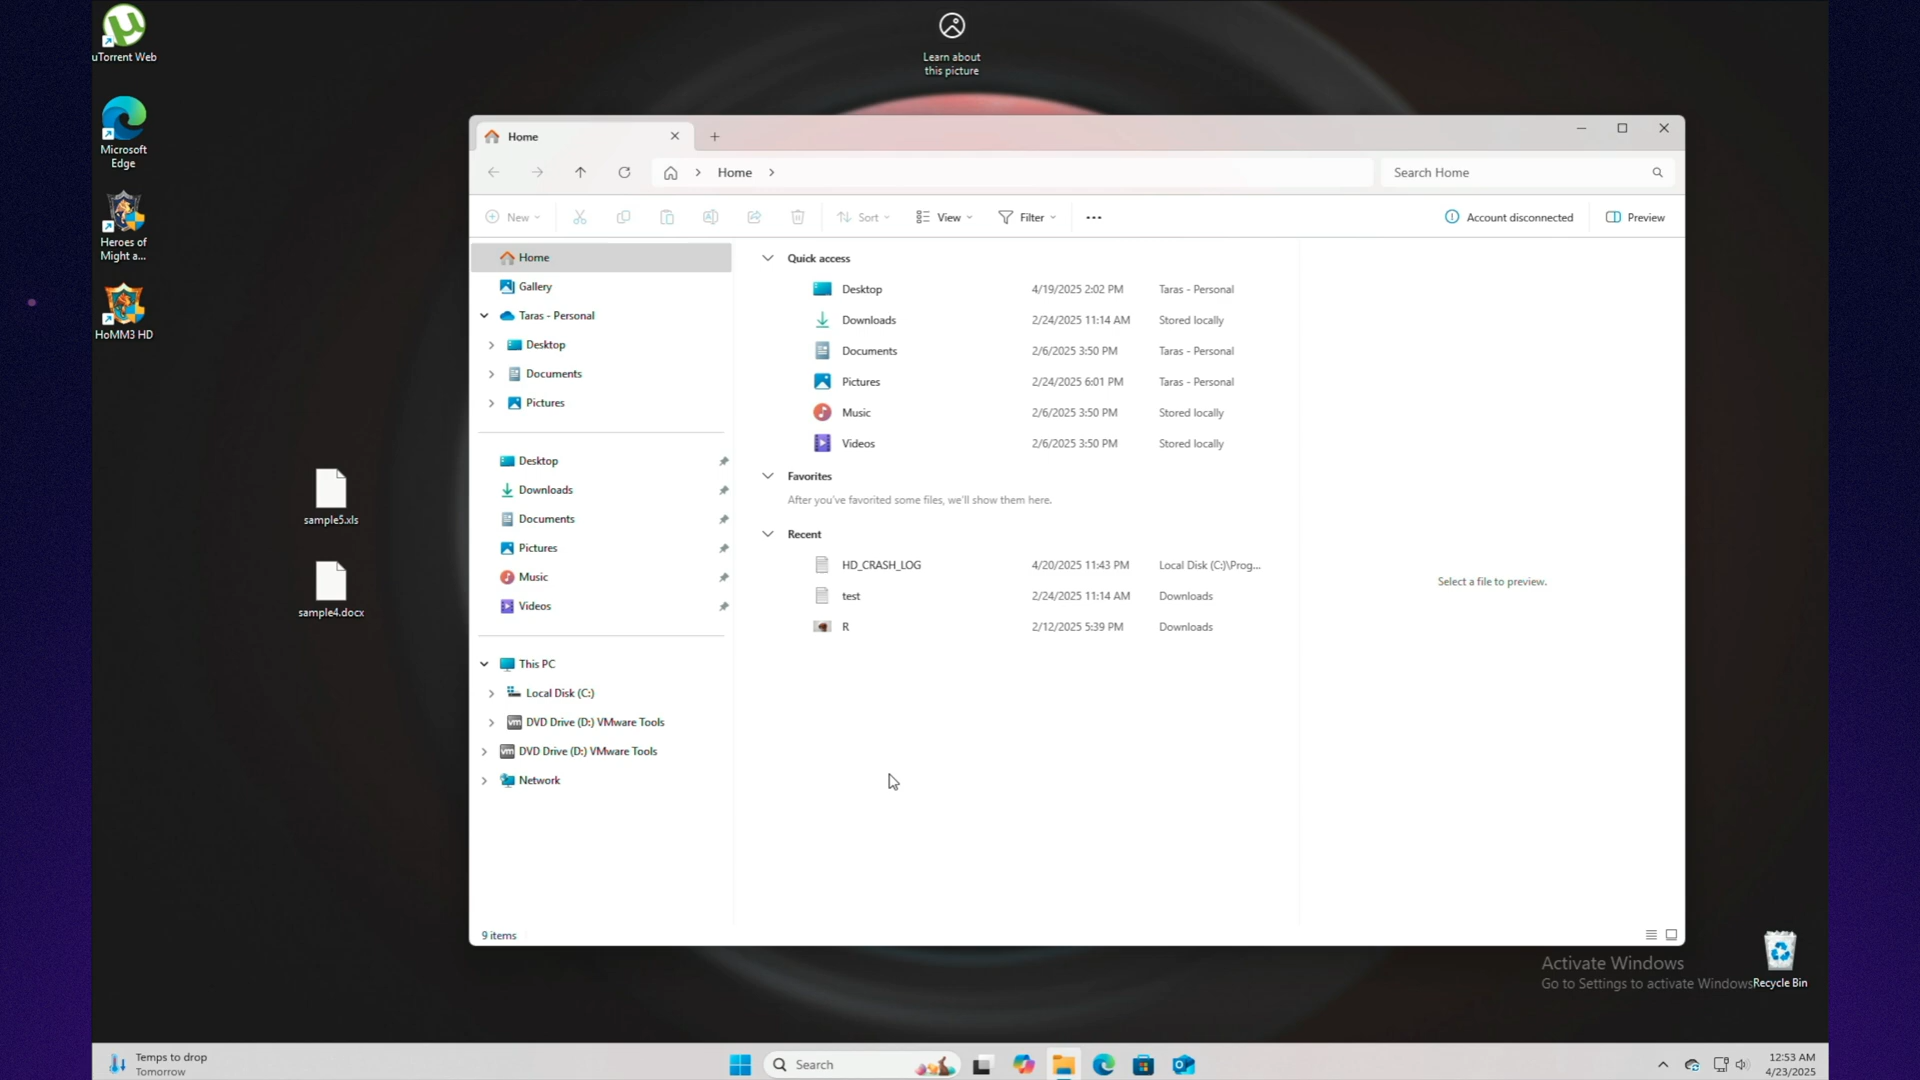 uTorrent Web
Learn about
this picture
Microsoft
Edge
Heroes of
Might a...
HoMM3 HD
sample5.xls
sample4.docx
Home
Home
Search Home
New
Sort
View
Filter
Account disconnected
Preview
Home
Gallery
Taras - Personal
Desktop
Documents
Pictures
Desktop
Downloads
Documents
Pictures
Music
Videos
This PC
Local Disk (C:)
DVD Drive (D:) VMware Tools
DVD Drive (D:) VMware Tools
Network
Quick access
Desktop 4/19/2025 2:02 PM Taras - Personal
Downloads 2/24/2025 11:14 AM Stored locally
Documents 2/6/2025 3:50 PM Taras - Personal
Pictures 2/24/2025 6:01 PM Taras - Personal
Music 2/6/2025 3:50 PM Stored locally
Videos 2/6/2025 3:50 PM Stored locally
Favorites
After you've favorited some files, we'll show them here.
Recent
HD_CRASH_LOG 4/20/2025 11:43 PM Local Disk (C:)\Prog...
test 2/24/2025 11:14 AM Downloads
R 2/12/2025 5:39 PM Downloads
Select a file to preview.
9 items
Activate Windows
Go to Settings to activate Windows
Recycle Bin
Temps to drop
Tomorrow
Search
12:53 AM
4/23/2025